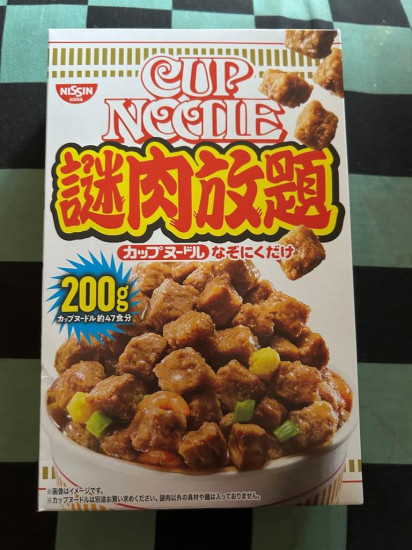 NISSIN
日清食品
CUP
NOODLE
謎肉放題
カップヌードル なぞにくだけ
200g
カップヌードル約47食分
※画像はイメージです。
※カップヌードルは別途お買い求めください。謎肉以外の具材や麺は入っておりません。